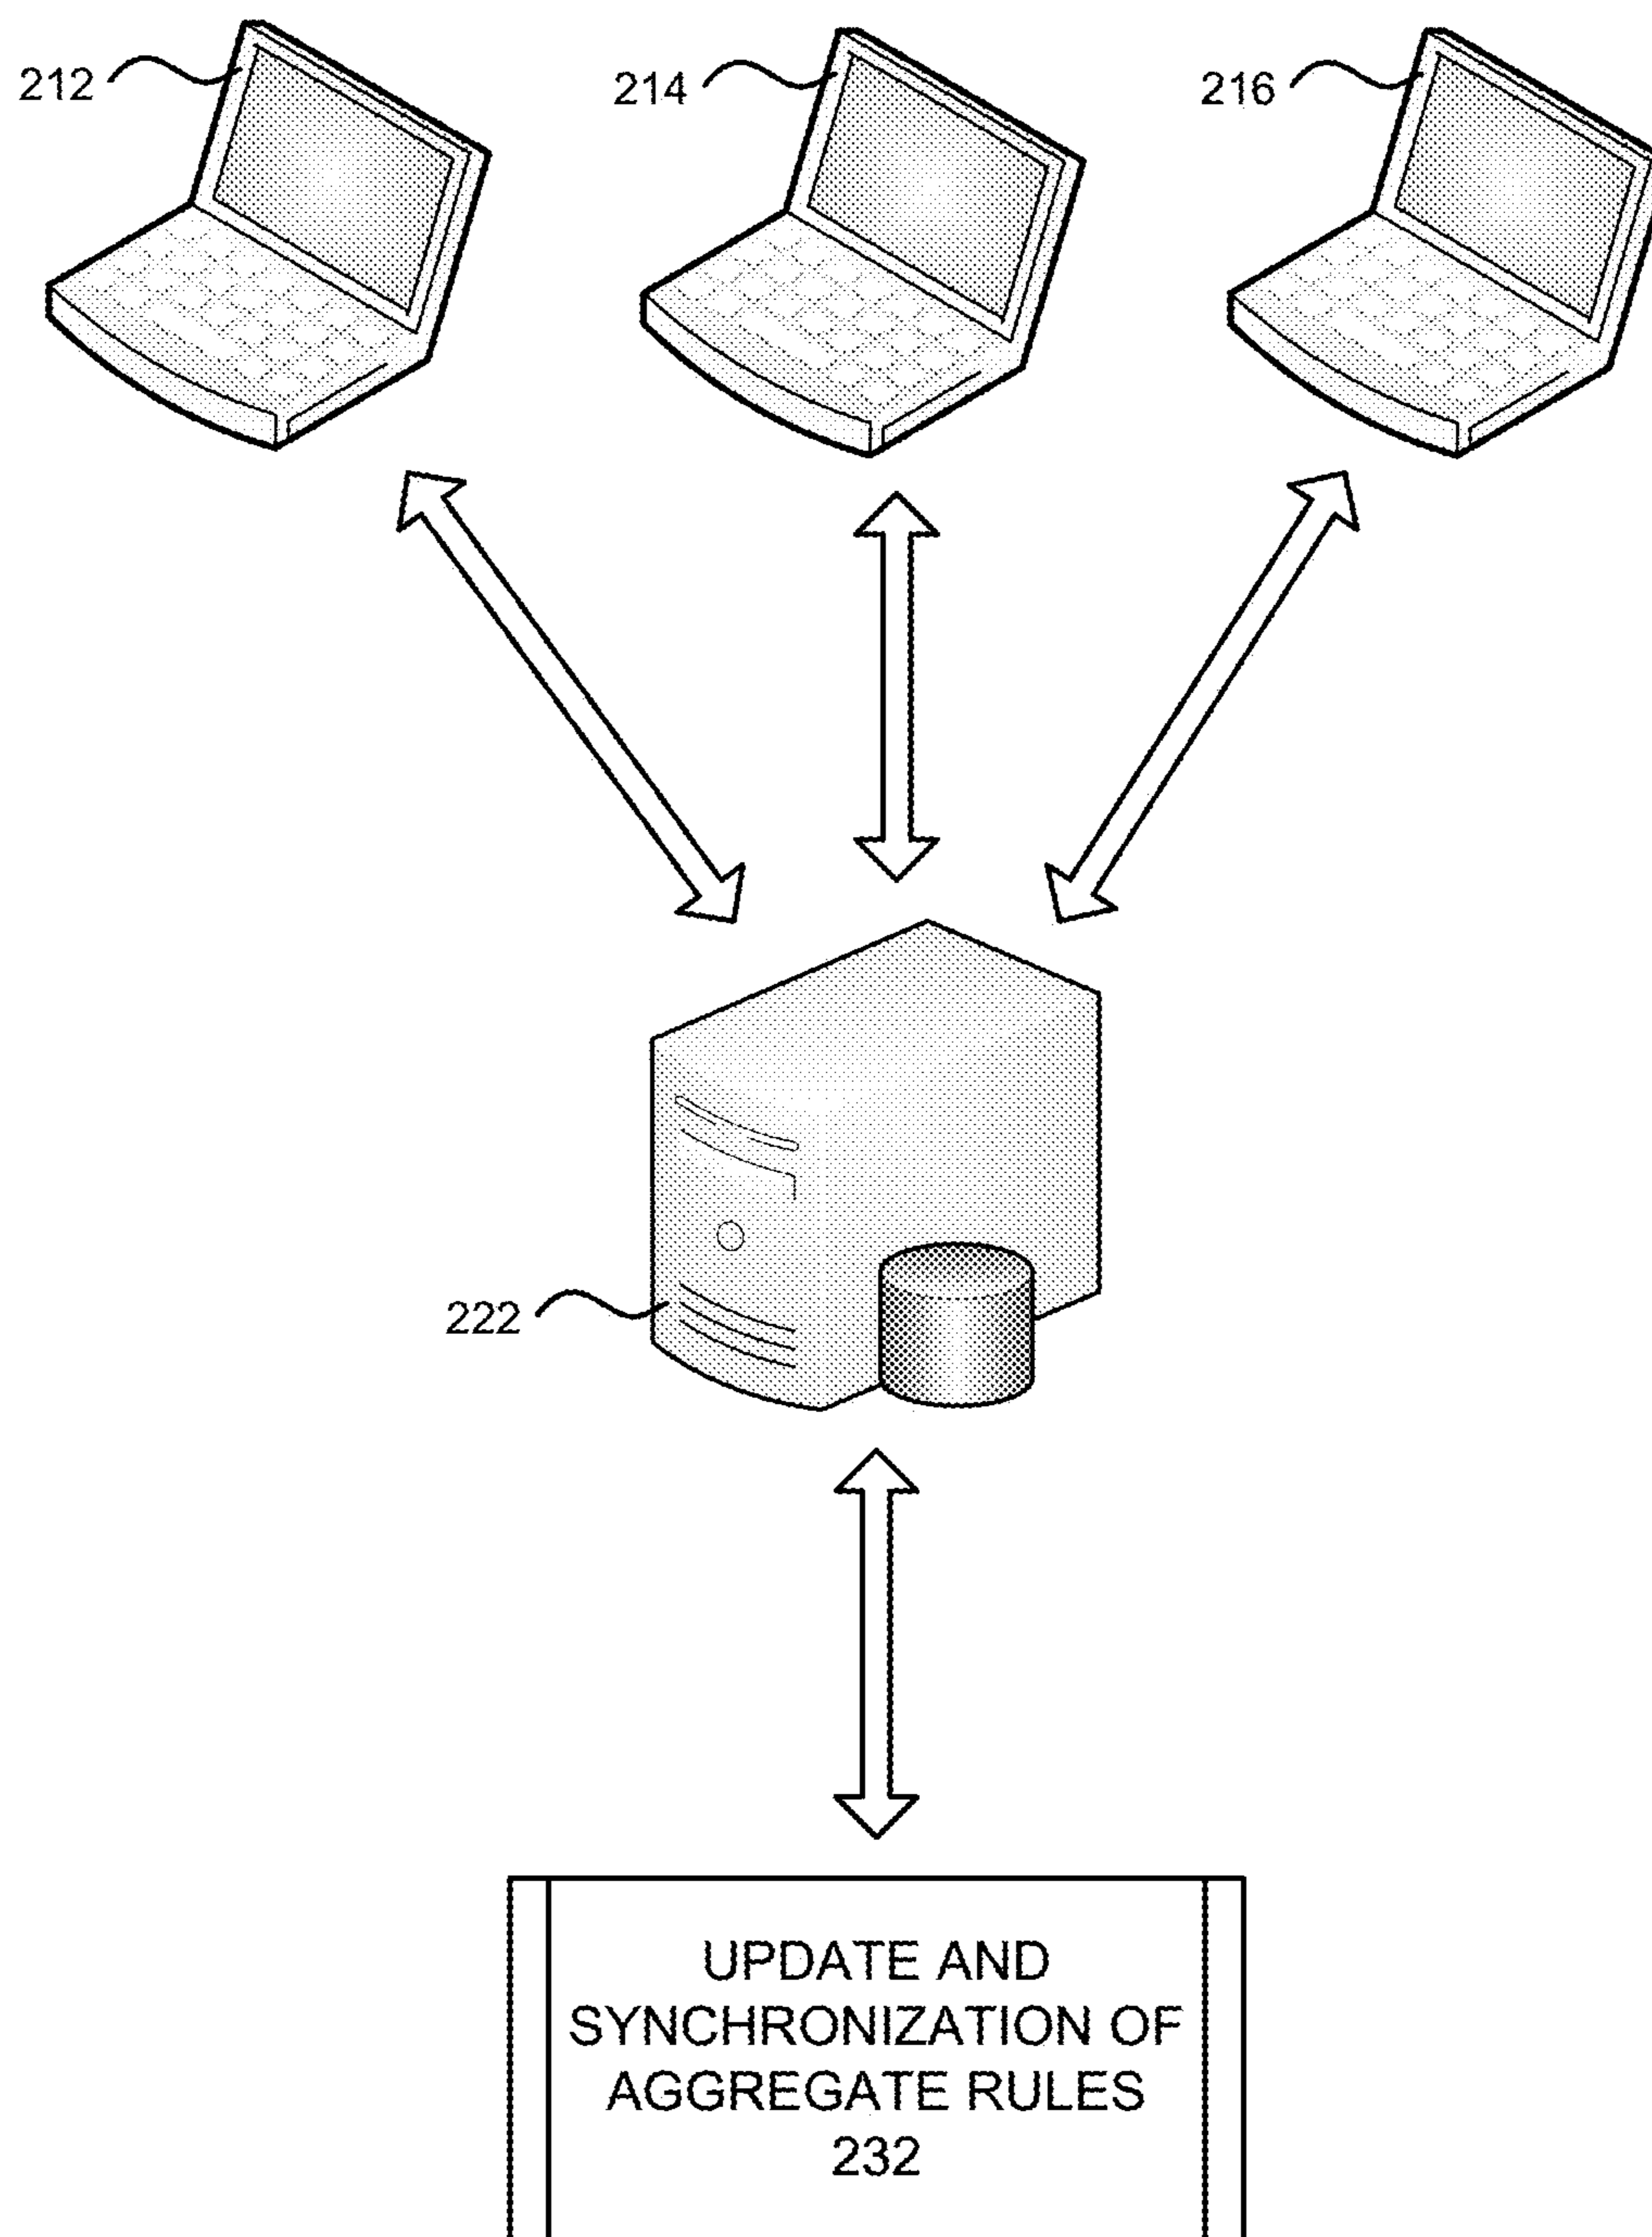 212
214
216
222
UPDATE AND
SYNCHRONIZATION OF
AGGREGATE RULES
232